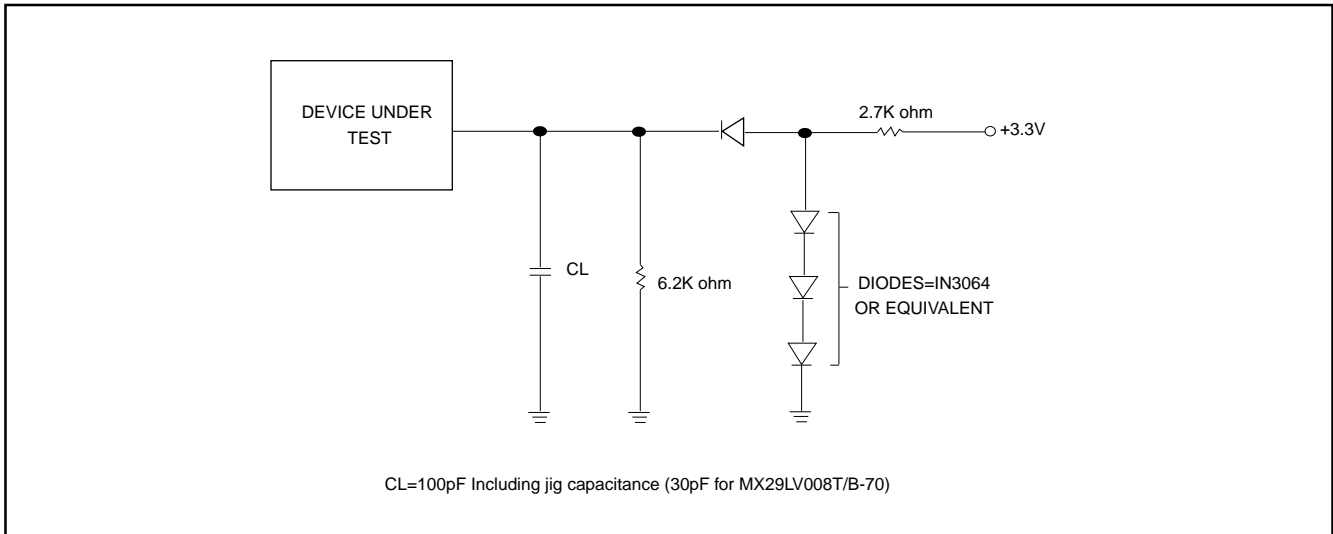 DEVICE UNDER
TEST
2.7K ohm
+3.3V
CL
6.2K ohm
DIODES=IN3064
OR EQUIVALENT
CL=100pF Including jig capacitance (30pF for MX29LV008T/B-70)